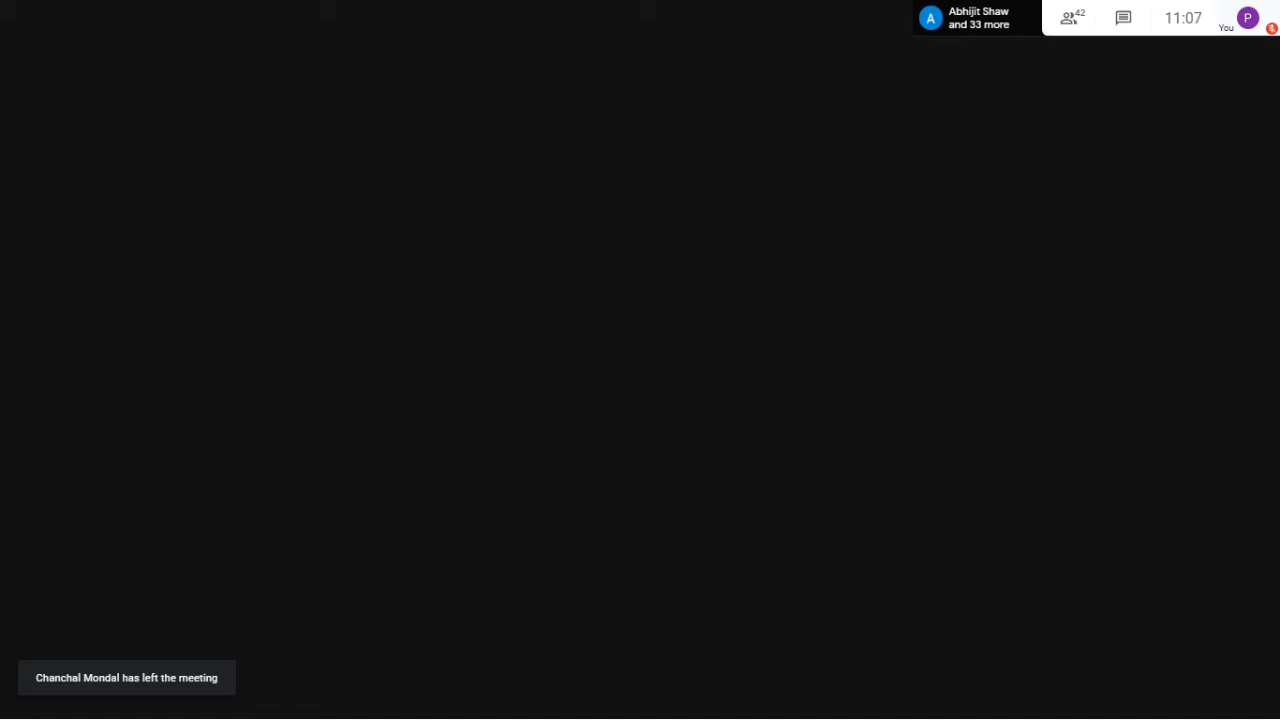 A
Abhijit Shaw
and 33 more
42
11:07
You
P
Chanchal Mondal has left the meeting